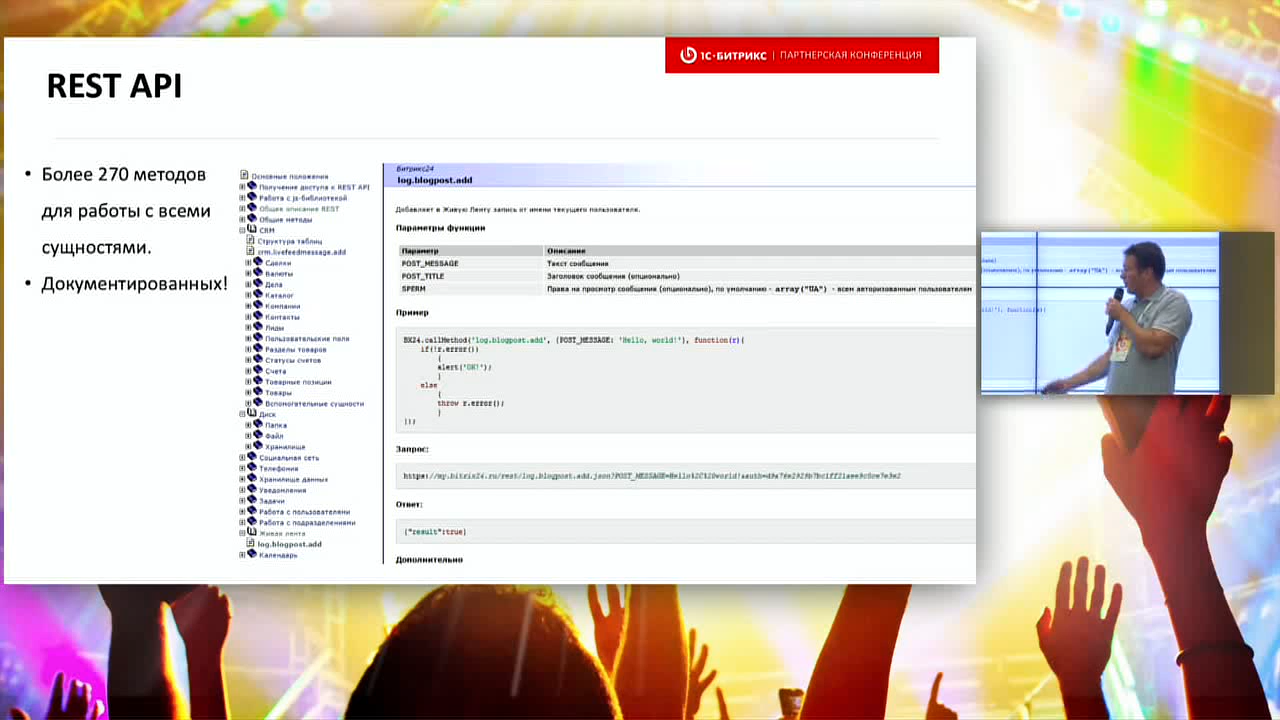 1С-БИТРИКС | ПАРТНЕРСКАЯ КОНФЕРЕНЦИЯ
REST API
• Более 270 методов
для работы с всеми
сущностями.
• Документированных!
Основные положения
Получение доступа к REST API
Работа с js-библиотекой
Общее описание REST
Общие методы
CRM
Структура таблиц
crm.livefeedmessage.add
Сделки
Валюты
Дела
Каталог
Компании
Контакты
Лиды
Пользовательские поля
Разделы товаров
Статусы счетов
Счета
Товарные позиции
Товары
Вспомогательные сущности
Диск
Папка
Файл
Хранилище
Социальная сеть
Телефония
Хранилище данных
Уведомления
Задачи
Работа с пользователями
Работа с подразделениями
Живая лента
log.blogpost.add
Календарь
Битрикс24
log.blogpost.add
Добавляет в Живую Ленту запись от имени текущего пользователя.
Параметры функции
Параметр Описание
POST_MESSAGE Текст сообщения
POST_TITLE Заголовок сообщения (опционально)
SPERM Права на просмотр сообщения (опционально), по умолчанию - array("UA") - всем авторизованным пользователям
Пример
BX24.callMethod('log.blogpost.add', {POST_MESSAGE: 'Hello, world!'}, function(r){
if(!r.error())
{
alert('OK!');
}
else
{
throw r.error();
}
});
Запрос:
Ответ:
{"result":true}
Дополнительно